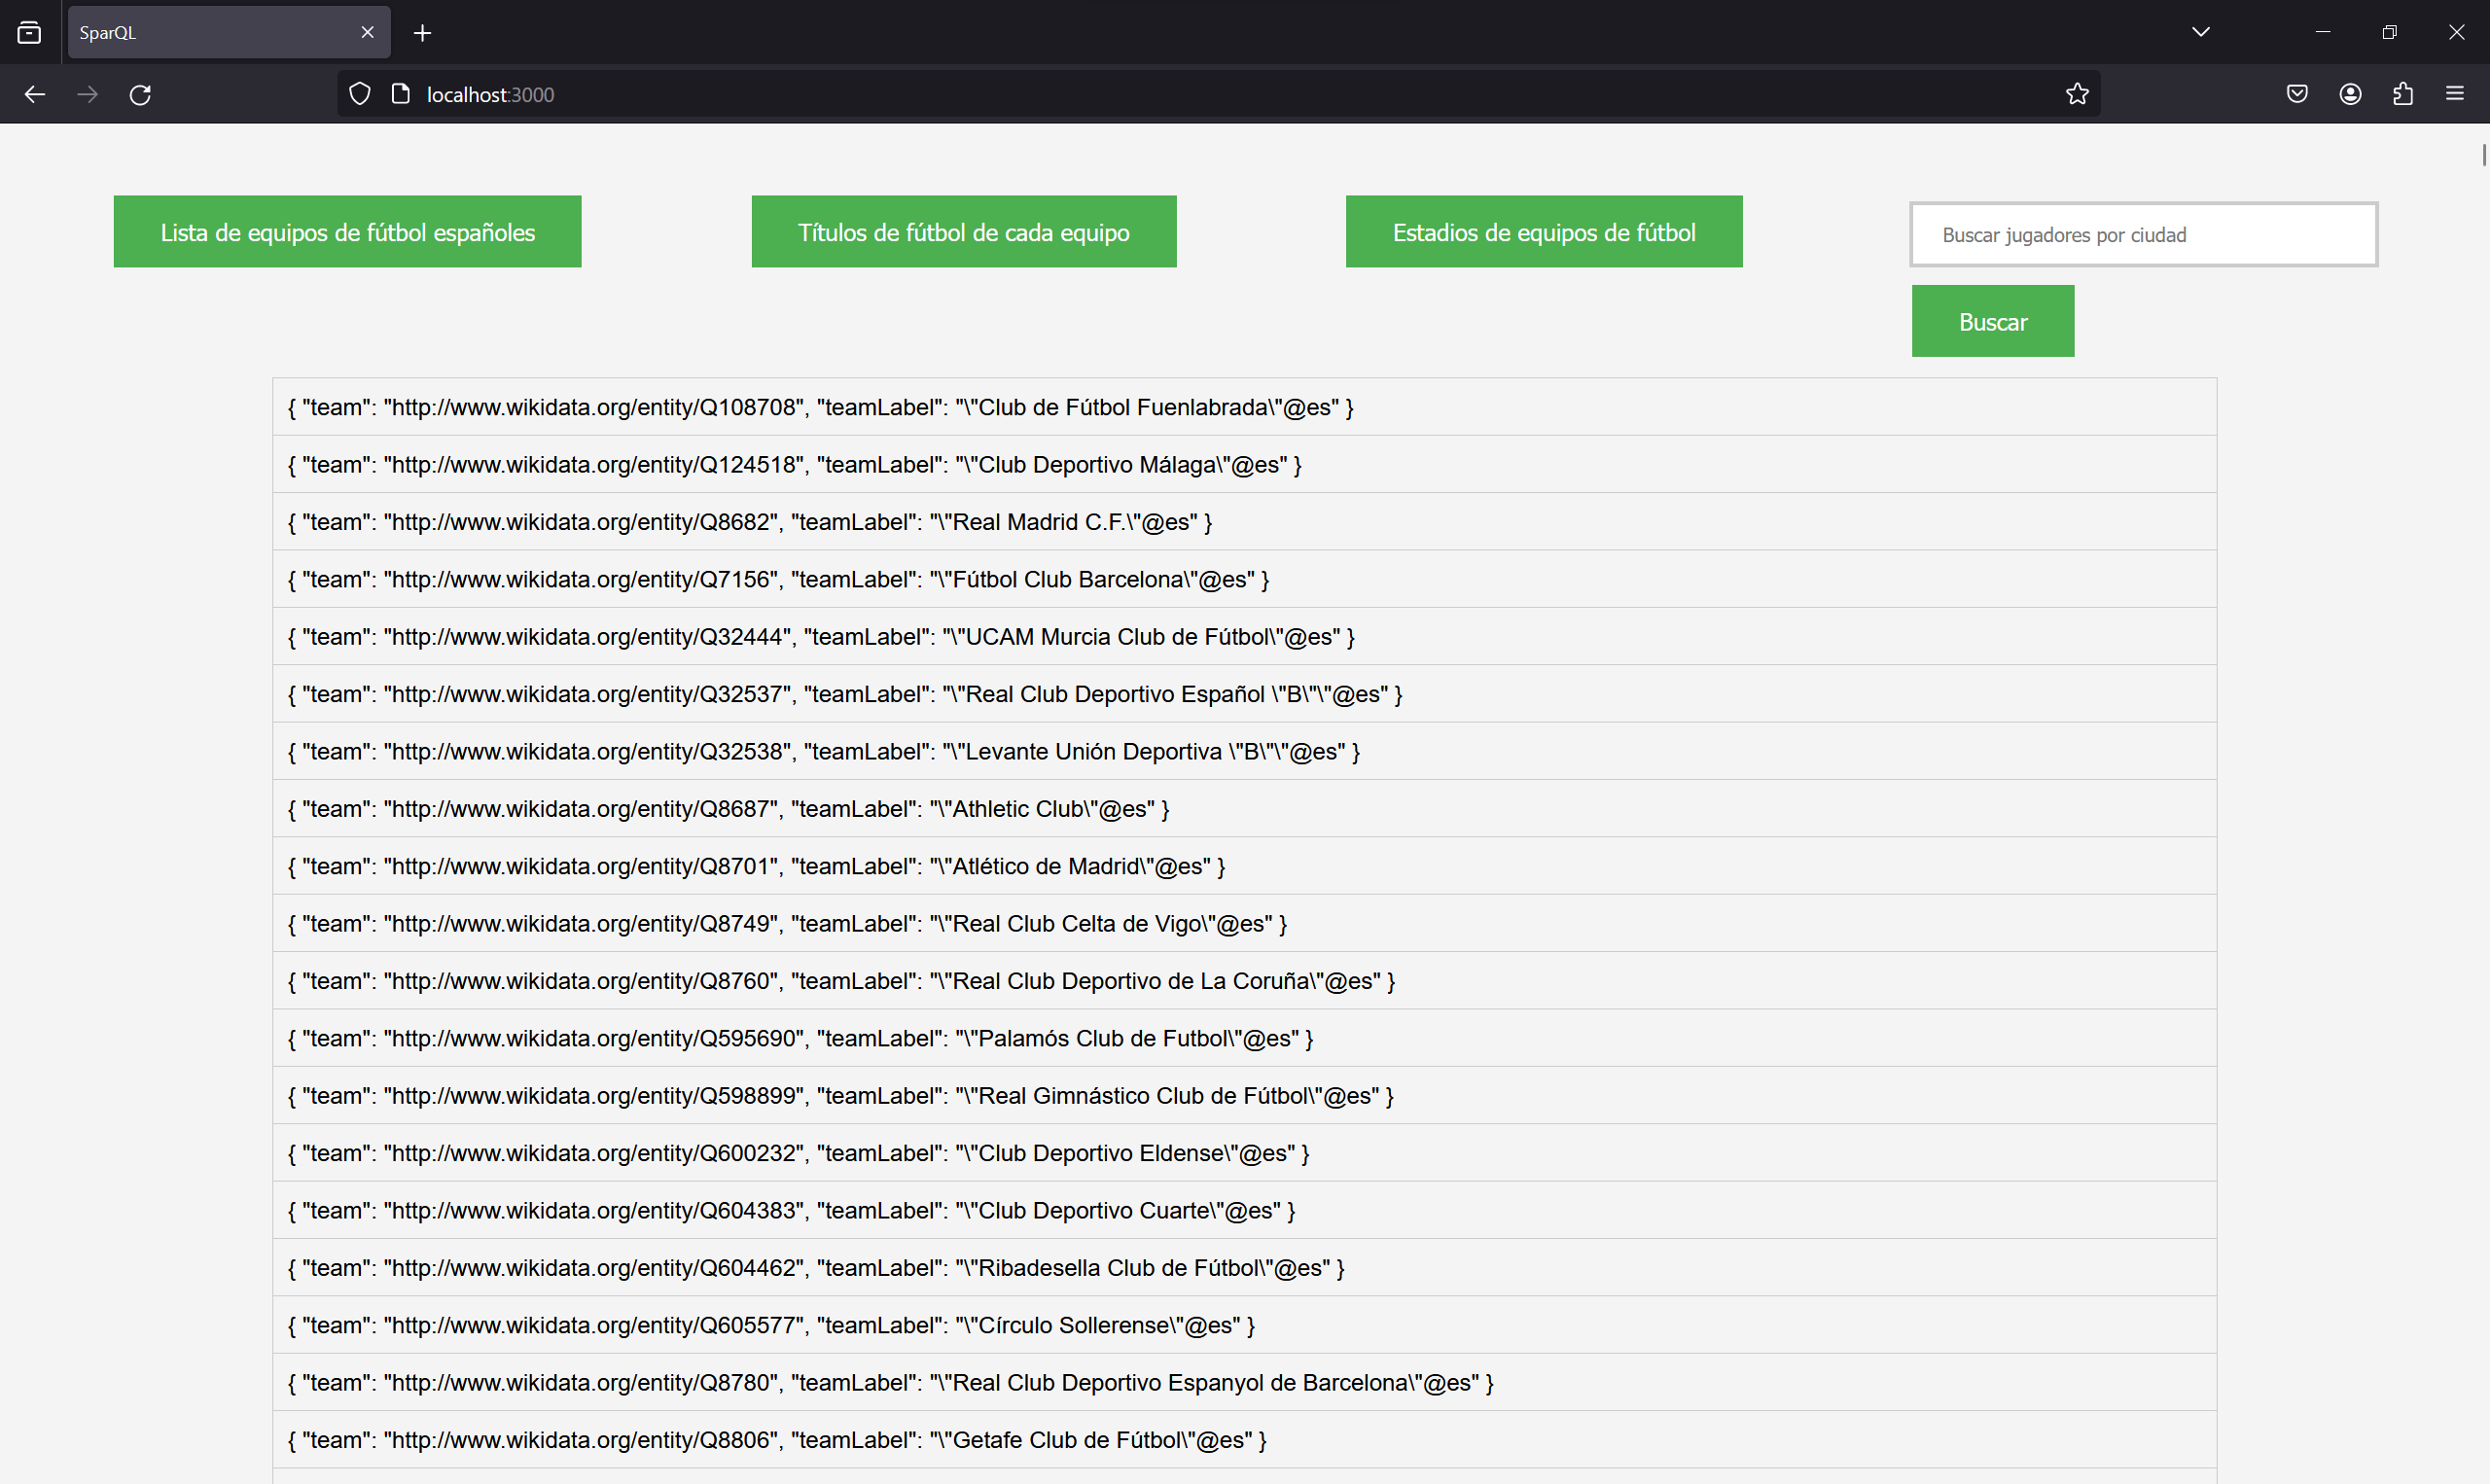 SparQL
localhost:3000
Lista de equipos de fútbol españoles
Títulos de fútbol de cada equipo
Estadios de equipos de fútbol
Buscar jugadores por ciudad
Buscar
{ "team": "http://www.wikidata.org/entity/Q108708", "teamLabel": "\"Club de Fútbol Fuenlabrada\"@es" }
{ "team": "http://www.wikidata.org/entity/Q124518", "teamLabel": "\"Club Deportivo Málaga\"@es" }
{ "team": "http://www.wikidata.org/entity/Q8682", "teamLabel": "\"Real Madrid C.F.\"@es" }
{ "team": "http://www.wikidata.org/entity/Q7156", "teamLabel": "\"Fútbol Club Barcelona\"@es" }
{ "team": "http://www.wikidata.org/entity/Q32444", "teamLabel": "\"UCAM Murcia Club de Fútbol\"@es" }
{ "team": "http://www.wikidata.org/entity/Q32537", "teamLabel": "\"Real Club Deportivo Español \"B\"\"@es" }
{ "team": "http://www.wikidata.org/entity/Q32538", "teamLabel": "\"Levante Unión Deportiva \"B\"\"@es" }
{ "team": "http://www.wikidata.org/entity/Q8687", "teamLabel": "\"Athletic Club\"@es" }
{ "team": "http://www.wikidata.org/entity/Q8701", "teamLabel": "\"Atlético de Madrid\"@es" }
{ "team": "http://www.wikidata.org/entity/Q8749", "teamLabel": "\"Real Club Celta de Vigo\"@es" }
{ "team": "http://www.wikidata.org/entity/Q8760", "teamLabel": "\"Real Club Deportivo de La Coruña\"@es" }
{ "team": "http://www.wikidata.org/entity/Q595690", "teamLabel": "\"Palamós Club de Futbol\"@es" }
{ "team": "http://www.wikidata.org/entity/Q598899", "teamLabel": "\"Real Gimnástico Club de Fútbol\"@es" }
{ "team": "http://www.wikidata.org/entity/Q600232", "teamLabel": "\"Club Deportivo Eldense\"@es" }
{ "team": "http://www.wikidata.org/entity/Q604383", "teamLabel": "\"Club Deportivo Cuarte\"@es" }
{ "team": "http://www.wikidata.org/entity/Q604462", "teamLabel": "\"Ribadesella Club de Fútbol\"@es" }
{ "team": "http://www.wikidata.org/entity/Q605577", "teamLabel": "\"Círculo Sollerense\"@es" }
{ "team": "http://www.wikidata.org/entity/Q8780", "teamLabel": "\"Real Club Deportivo Espanyol de Barcelona\"@es" }
{ "team": "http://www.wikidata.org/entity/Q8806", "teamLabel": "\"Getafe Club de Fútbol\"@es" }